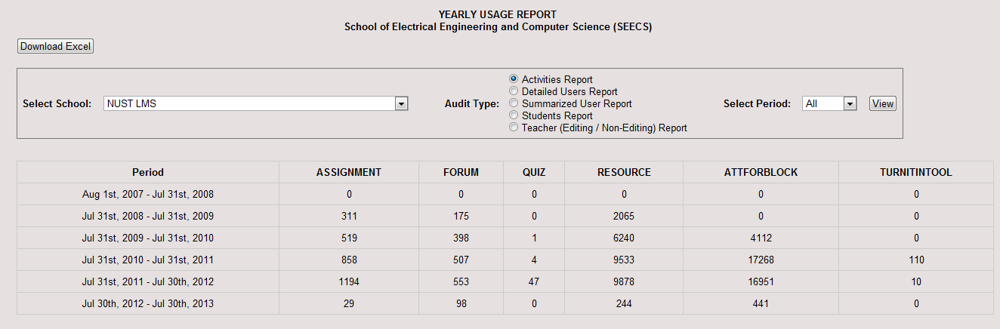 YEARLY USAGE REPORT
School of Electrical Engineering and Computer Science (SEECS)
Download Excel
Select School: NUST LMS Audit Type: Select Period: All View
Activities Report
Detailed Users Report
Summarized User Report
Students Report
Teacher (Editing / Non-Editing) Report
Period ASSIGNMENT FORUM QUIZ RESOURCE ATTFORBLOCK TURNITINTOOL
Aug 1st, 2007 - Jul 31st, 2008 0 0 0 0 0 0
Jul 31st, 2008 - Jul 31st, 2009 311 175 0 2065 0 0
Jul 31st, 2009 - Jul 31st, 2010 519 398 1 6240 4112 0
Jul 31st, 2010 - Jul 31st, 2011 858 507 4 9533 17268 110
Jul 31st, 2011 - Jul 30th, 2012 1194 553 47 9878 16951 10
Jul 30th, 2012 - Jul 30th, 2013 29 98 0 244 441 0